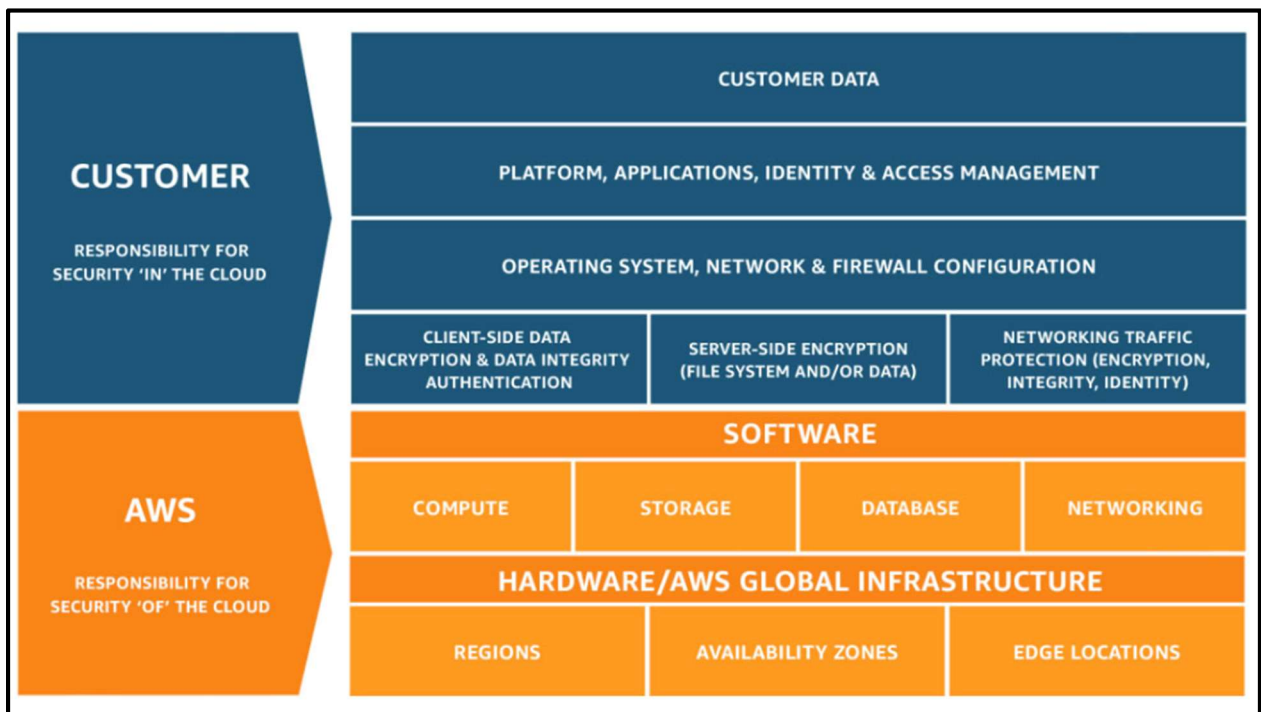 CUSTOMER
RESPONSIBILITY FOR
SECURITY ‘IN’ THE CLOUD
CUSTOMER DATA
PLATFORM, APPLICATIONS, IDENTITY & ACCESS MANAGEMENT
OPERATING SYSTEM, NETWORK & FIREWALL CONFIGURATION
CLIENT-SIDE DATA
ENCRYPTION & DATA INTEGRITY
AUTHENTICATION
SERVER-SIDE ENCRYPTION
(FILE SYSTEM AND/OR DATA)
NETWORKING TRAFFIC
PROTECTION (ENCRYPTION,
INTEGRITY, IDENTITY)
AWS
RESPONSIBILITY FOR
SECURITY ‘OF’ THE CLOUD
SOFTWARE
COMPUTE
STORAGE
DATABASE
NETWORKING
HARDWARE/AWS GLOBAL INFRASTRUCTURE
REGIONS
AVAILABILITY ZONES
EDGE LOCATIONS